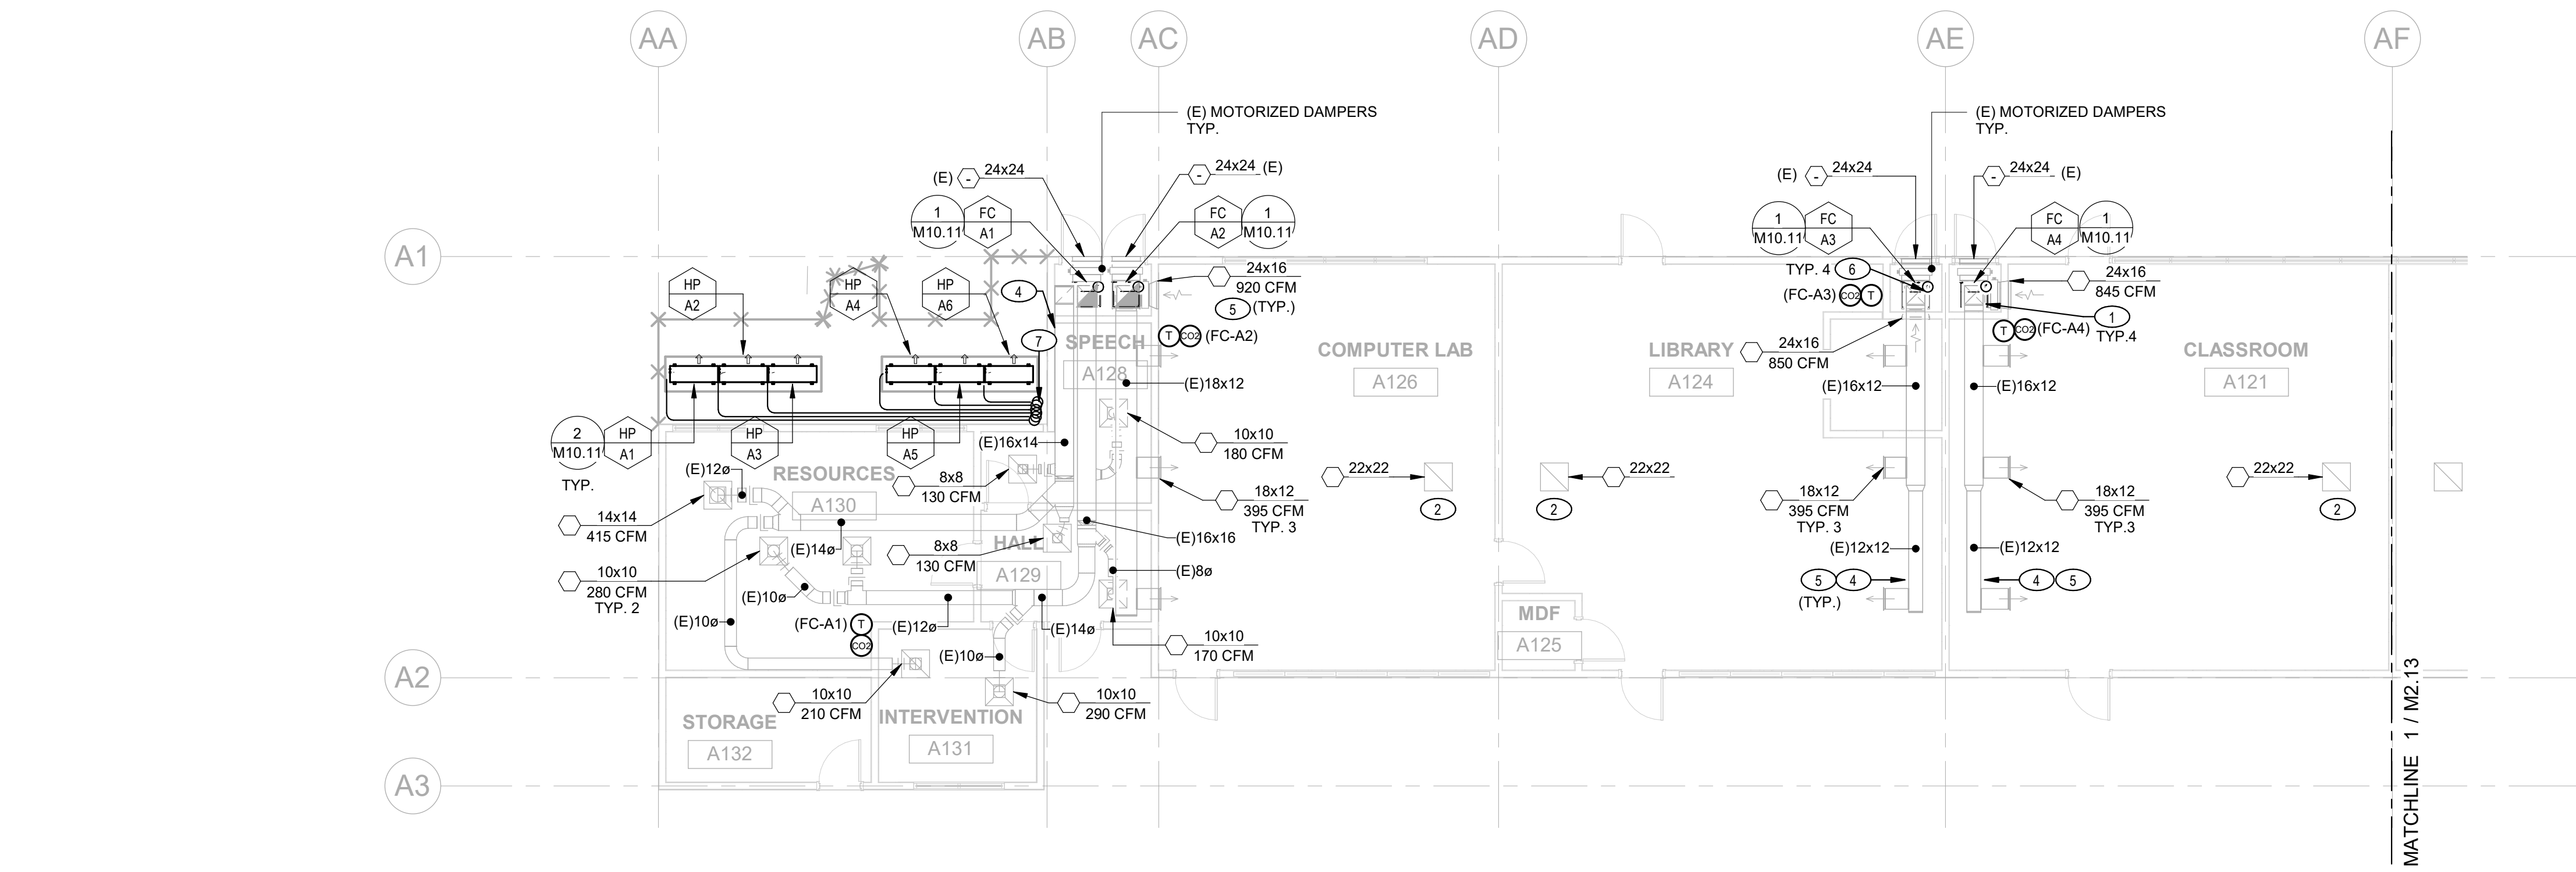 AA
AB
AC
AD
AE
AF
(E) MOTORIZED DAMPERS
TYP.
(E) MOTORIZED DAMPERS
TYP.
(E) - 24x24
- 24x24 (E)
(E) - 24x24
- 24x24 (E)
1
M10.11
FC
A1
FC
A2
1
M10.11
1
M10.11
FC
A3
FC
A4
1
M10.11
A1
HP
A2
HP
A4
HP
A6
4
7
24x16
920 CFM
5 (TYP.)
T CO2 (FC-A2)
TYP. 4 6
(FC-A3) CO2 T
24x16
845 CFM
1
TYP.4
T CO2 (FC-A4)
24x16
850 CFM
SPEECH
A128
COMPUTER LAB
A126
LIBRARY
A124
CLASSROOM
A121
(E)18x12
(E)16x12
(E)16x12
2
M10.11
HP
A1
TYP.
HP
A3
HP
A5
(E)16x14
10x10
180 CFM
(E)12ø
RESOURCES
A130
8x8
130 CFM
22x22
2
22x22
2
22x22
2
18x12
395 CFM
TYP. 3
18x12
395 CFM
TYP. 3
18x12
395 CFM
TYP.3
14x14
415 CFM
(E)14ø
8x8
130 CFM
HALL
A129
(E)16x16
(E)8ø
(E)12x12
(E)12x12
10x10
280 CFM
TYP. 2
(E)10ø
5 4
(TYP.)
4 5
(E)10ø
(FC-A1) T
CO2
(E)12ø
(E)14ø
(E)10ø
10x10
170 CFM
MDF
A125
A2
10x10
210 CFM
10x10
290 CFM
STORAGE
A132
INTERVENTION
A131
A3
MATCHLINE 1 / M2.13